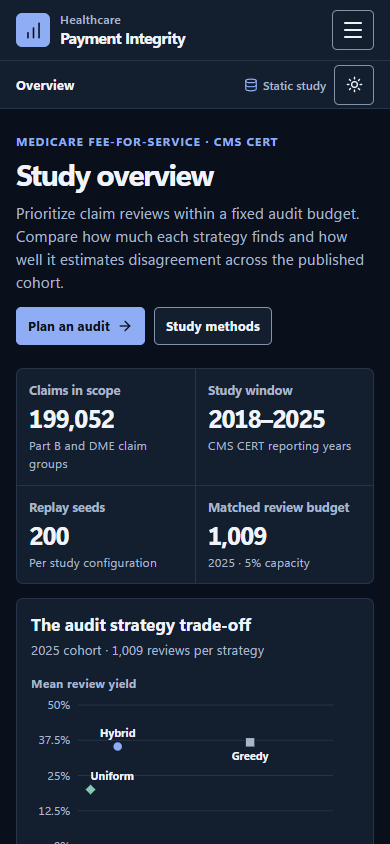 Healthcare
Payment Integrity
Overview
Static study
MEDICARE FEE-FOR-SERVICE · CMS CERT
Study overview
Prioritize claim reviews within a fixed audit budget.
Compare how much each strategy finds and how
well it estimates disagreement across the published
cohort.
Plan an audit →
Study methods
Claims in scope
199,052
Part B and DME claim
groups
Study window
2018–2025
CMS CERT reporting years
Replay seeds
200
Per study configuration
Matched review budget
1,009
2025 · 5% capacity
The audit strategy trade-off
2025 cohort · 1,009 reviews per strategy
Mean review yield
50%
Hybrid
37.5%
Greedy
25%
Uniform
12.5%